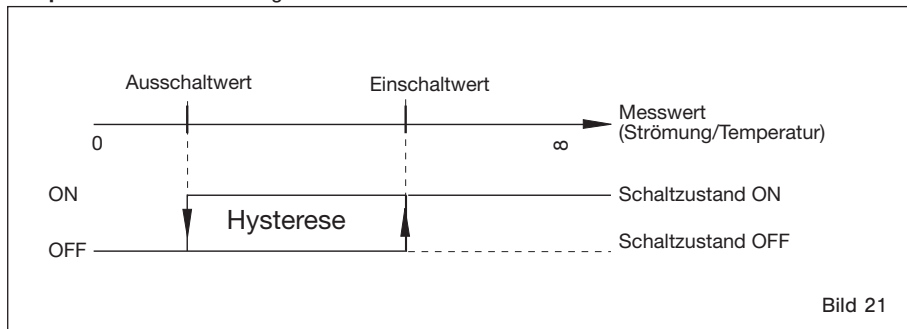 Ausschaltwert
Einschaltwert
Messwert
(Strömung/Temperatur)
0
∞
ON
Schaltzustand ON
Hysterese
OFF
Schaltzustand OFF
Bild 21